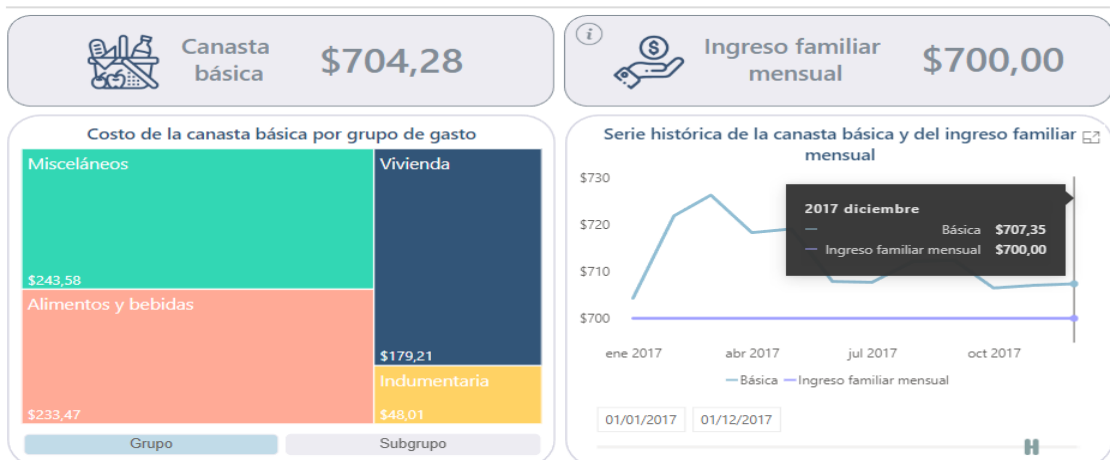 Canasta
básica
$704,28
i
Ingreso familiar
mensual
$700,00
Costo de la canasta básica por grupo de gasto
Misceláneos
$243,58
Alimentos y bebidas
$233,47
Vivienda
$179,21
Indumentaria
$48,01
Grupo
Subgrupo
Serie histórica de la canasta básica y del ingreso familiar
mensual
$730
$720
$710
$700
2017 diciembre
Básica $707,35
Ingreso familiar mensual $700,00
ene 2017
abr 2017
jul 2017
oct 2017
Básica
Ingreso familiar mensual
01/01/2017
01/12/2017